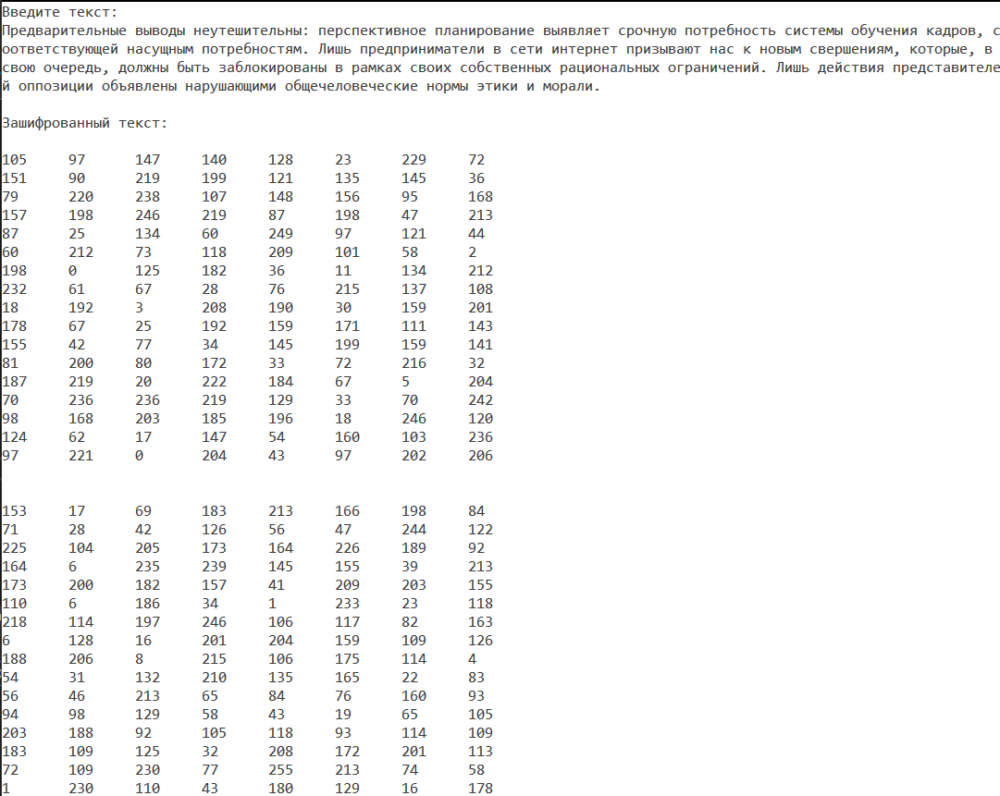 Введите текст:
Предварительные выводы неутешительны: перспективное планирование выявляет срочную потребность системы обучения кадров, с
оответствующей насущным потребностям. Лишь предприниматели в сети интернет призывают нас к новым свершениям, которые, в
свою очередь, должны быть заблокированы в рамках своих собственных рациональных ограничений. Лишь действия представителе
й оппозиции объявлены нарушающими общечеловеческие нормы этики и морали.
Зашифрованный текст:
105 97 147 140 128 23 229 72
151 90 219 199 121 135 145 36
79 220 238 107 148 156 95 168
157 198 246 219 87 198 47 213
87 25 134 60 249 97 121 44
60 212 73 118 209 101 58 2
198 0 125 182 36 11 134 212
232 61 67 28 76 215 137 108
18 192 3 208 190 30 159 201
178 67 25 192 159 171 111 143
155 42 77 34 145 199 159 141
81 200 80 172 33 72 216 32
187 219 20 222 184 67 5 204
70 236 236 219 129 33 70 242
98 168 203 185 196 18 246 120
124 62 17 147 54 160 103 236
97 221 0 204 43 97 202 206
153 17 69 183 213 166 198 84
71 28 42 126 56 47 244 122
225 104 205 173 164 226 189 92
164 6 235 239 145 155 39 213
173 200 182 157 41 209 203 155
110 6 186 34 1 233 23 118
218 114 197 246 106 117 82 163
6 128 16 201 204 159 109 126
188 206 8 215 106 175 114 4
54 31 132 210 135 165 22 83
56 46 213 65 84 76 160 93
94 98 129 58 43 19 65 105
203 188 92 105 118 93 114 109
183 109 125 32 208 172 201 113
72 109 230 77 255 213 74 58
1 230 110 43 180 129 16 178